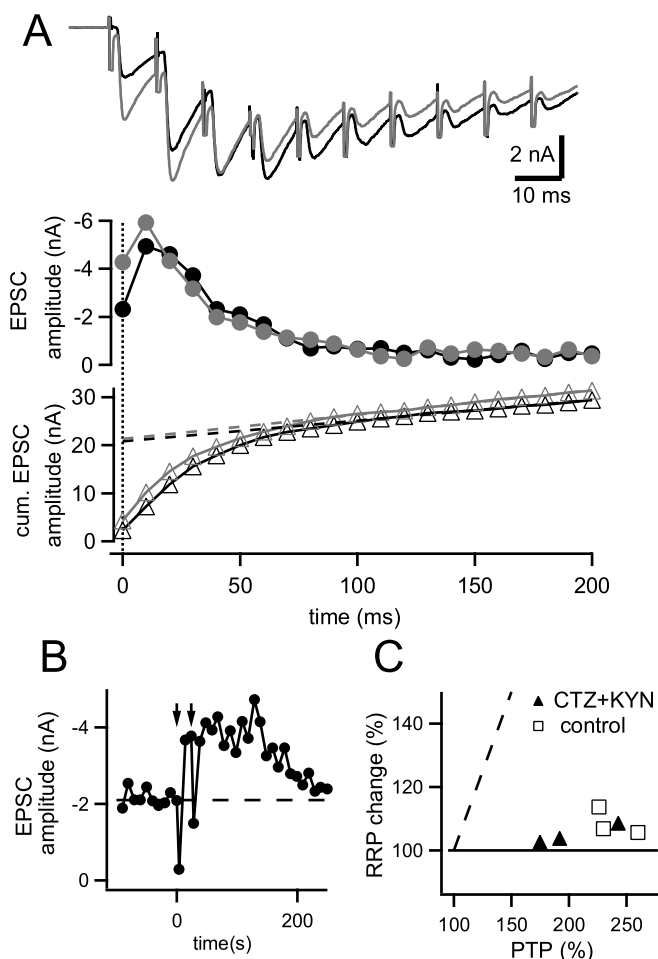 A
2 nA
10 ms
EPSC
amplitude (nA)
-6
-4
-2
0
cum. EPSC
amplitude (nA)
30
20
10
0
0 50 100 150 200
time (ms)
B
EPSC
amplitude (nA)
-4
-2
0
0 200
time(s)
C
CTZ+KYN
control
RRP change (%)
140
120
100
100 150 200 250
PTP (%)